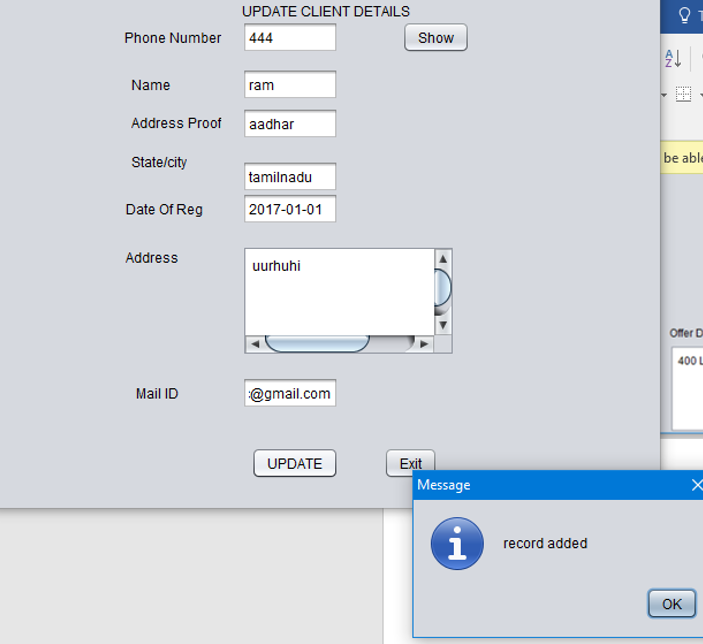 UPDATE CLIENT DETAILS
Phone Number 444 Show
Name ram
Address Proof aadhar
State/city
tamilnadu
Date Of Reg 2017-01-01
Address
uurhuhi
Mail ID :@gmail.com
UPDATE Exit
Message
record added
OK
be able
Offer D
400 L